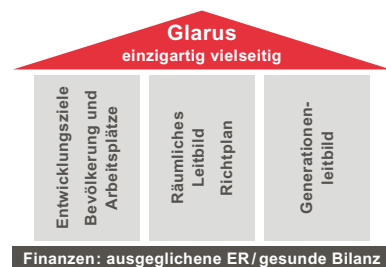 Glarus
einzigartig vielseitig
Entwicklungsziele
Bevölkerung und
Arbeitsplätze
Räumliches
Leitbild
Richtplan
Generationen-
leitbild
Finanzen: ausgeglichene ER/gesunde Bilanz